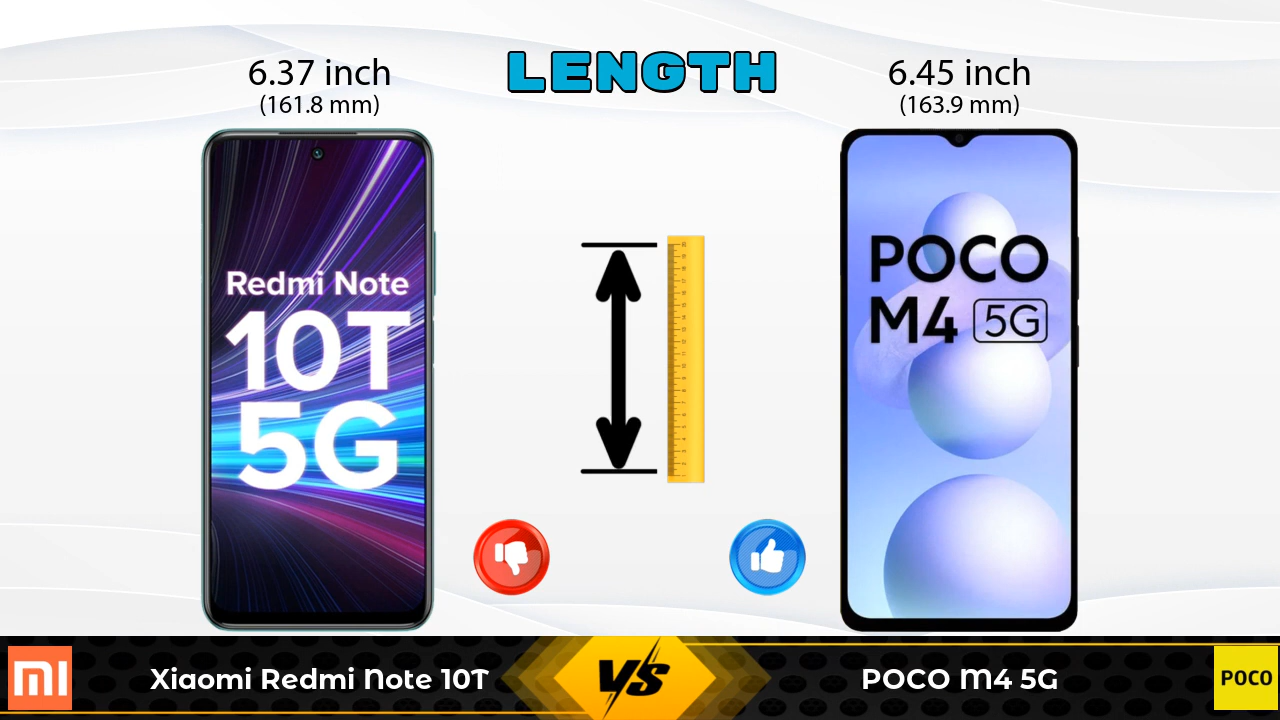 LENGTH
6.37 inch
(161.8 mm)
6.45 inch
(163.9 mm)
Redmi Note
10T
5G
POCO
M4 5G
Xiaomi Redmi Note 10T
VS
POCO M4 5G
POCO